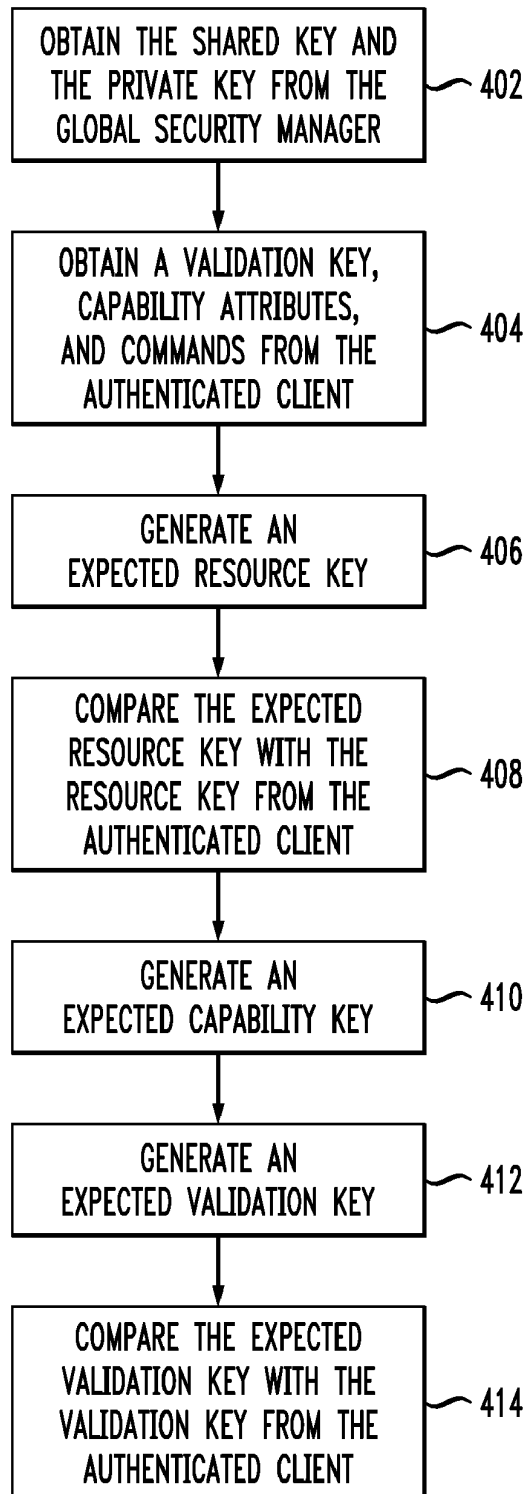 OBTAIN THE SHARED KEY AND
THE PRIVATE KEY FROM THE
GLOBAL SECURITY MANAGER
402
OBTAIN A VALIDATION KEY,
CAPABILITY ATTRIBUTES,
AND COMMANDS FROM THE
AUTHENTICATED CLIENT
404
GENERATE AN
EXPECTED RESOURCE KEY
406
COMPARE THE EXPECTED
RESOURCE KEY WITH THE
RESOURCE KEY FROM THE
AUTHENTICATED CLIENT
408
GENERATE AN
EXPECTED CAPABILITY KEY
410
GENERATE AN
EXPECTED VALIDATION KEY
412
COMPARE THE EXPECTED
VALIDATION KEY WITH THE
VALIDATION KEY FROM THE
AUTHENTICATED CLIENT
414